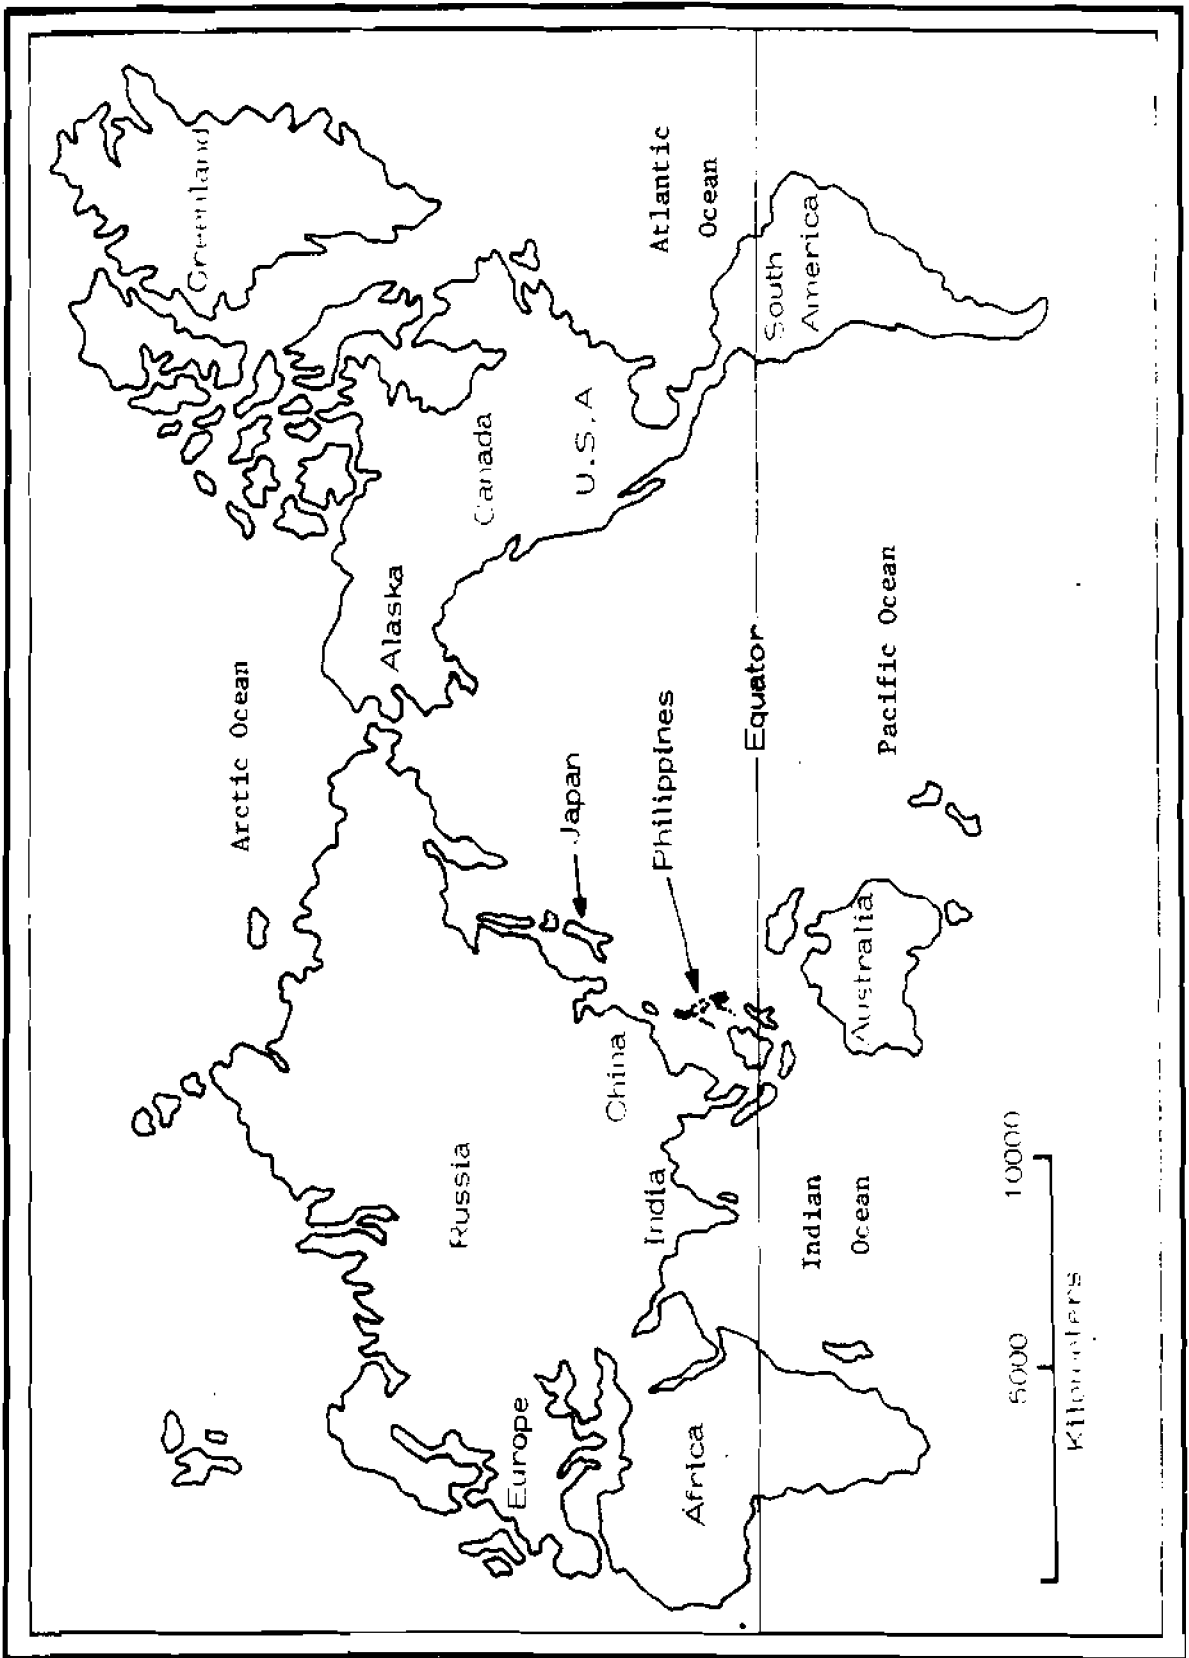 Arctic Ocean
Greenland
Alaska
Canada
Russia
Europe
U.S.A
Atlantic
Ocean
Japan
China
Philippines
India
Africa
Equator
South
America
Indian
Ocean
Australia
Pacific Ocean
5000
10000
Kilometers